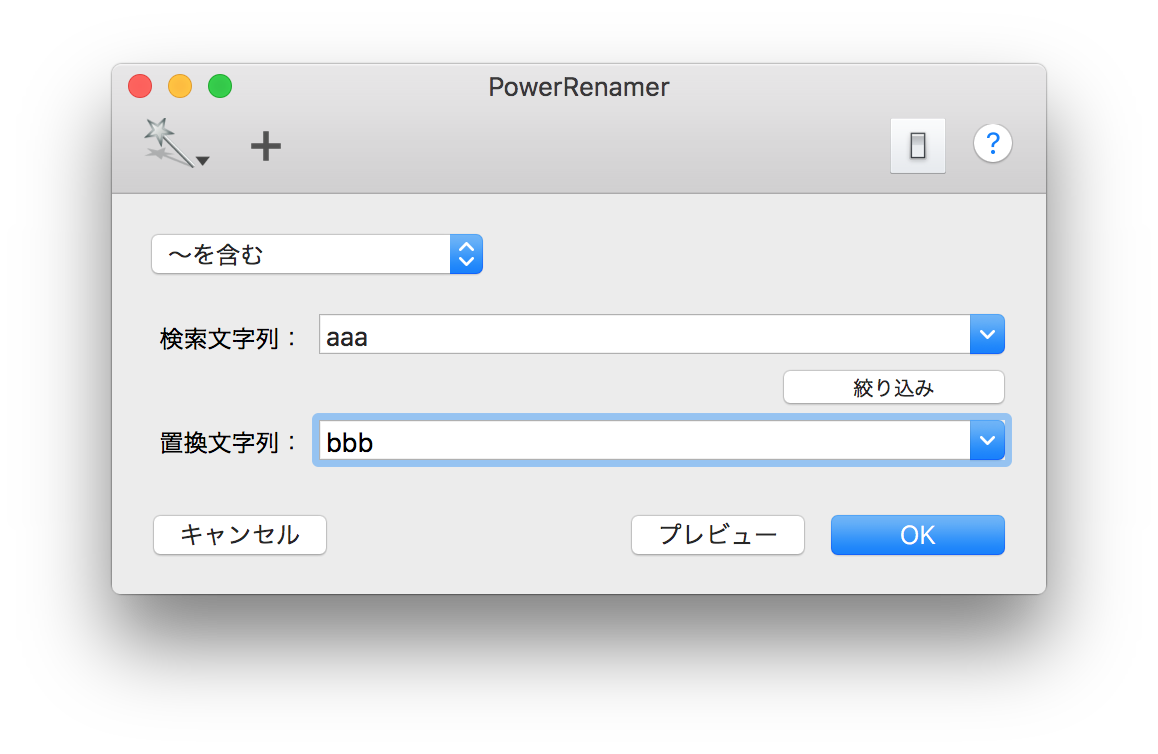 PowerRenamer
?
〜を含む
検索文字列：
aaa
絞り込み
置換文字列：
bbb
キャンセル プレビュー OK